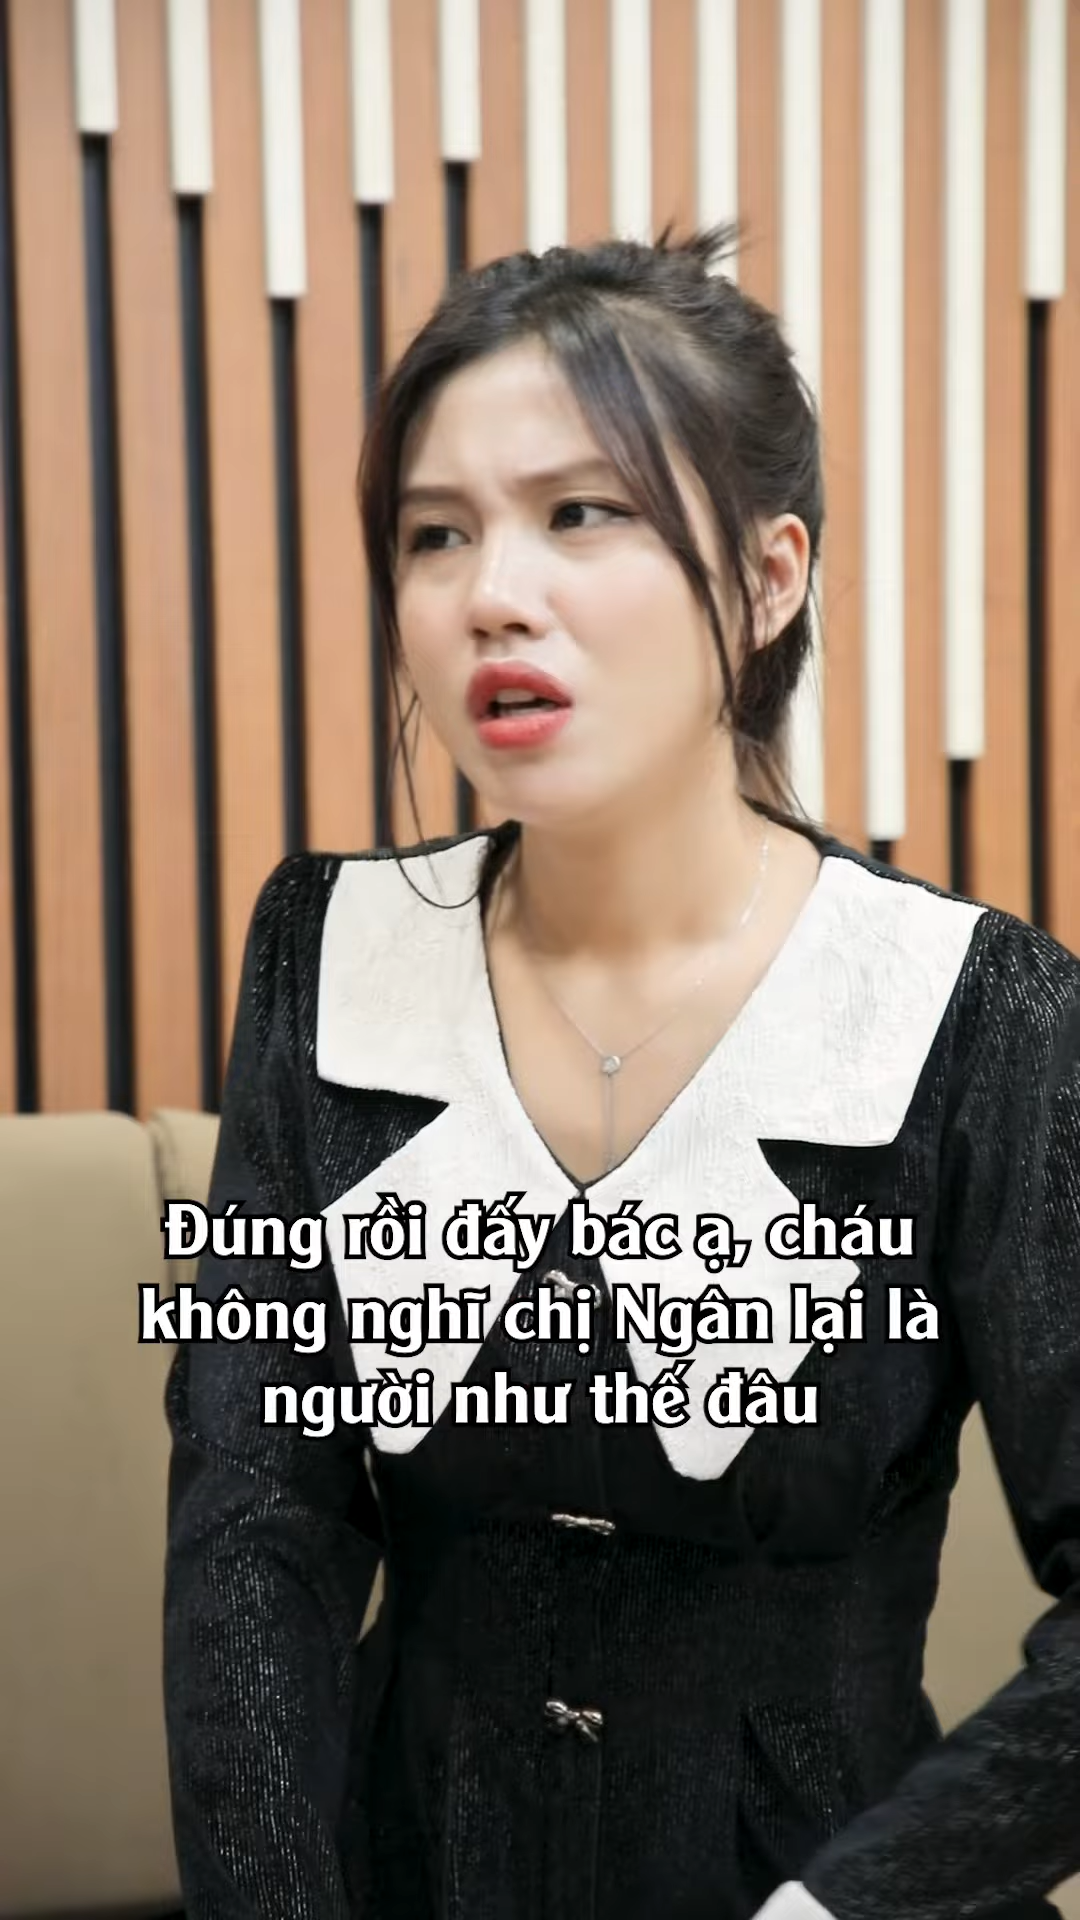 Đúng rồi đấy bác ạ, cháu
không nghĩ chị Ngân lại là
người như thế đâu